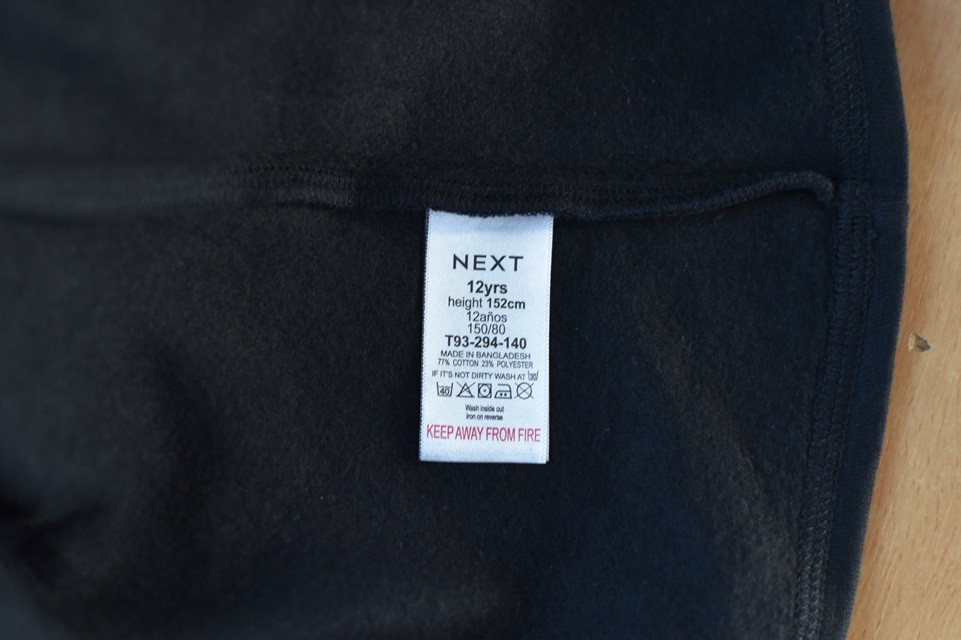 NEXT
12yrs
height 152cm
12años
150/80
T93-294-140
MADE IN BANGLADESH
77% COTTON 23% POLYESTER
IF IT'S NOT DIRTY WASH AT 30
40
Wash inside out
Iron on reverse
KEEP AWAY FROM FIRE